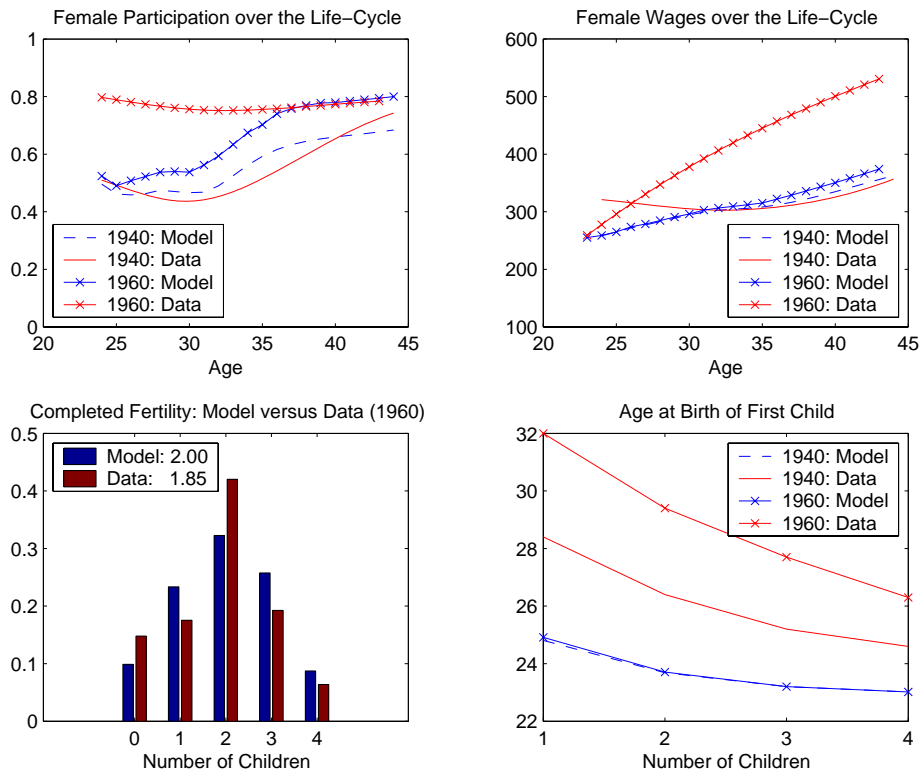 Female Participation over the Life−Cycle
1
0.8
0.6
0.4
0.2
0
1940: Model
1940: Data
1960: Model
1960: Data
20 25 30 35 40 45
Age
Female Wages over the Life−Cycle
600
500
400
300
200
100
1940: Model
1940: Data
1960: Model
1960: Data
20 25 30 35 40 45
Age
Completed Fertility: Model versus Data (1960)
0.5
0.4
0.3
0.2
0.1
0
Model: 2.00
Data: 1.85
0 1 2 3 4
Number of Children
Age at Birth of First Child
32
30
28
26
24
22
1940: Model
1940: Data
1960: Model
1960: Data
1 2 3 4
Number of Children